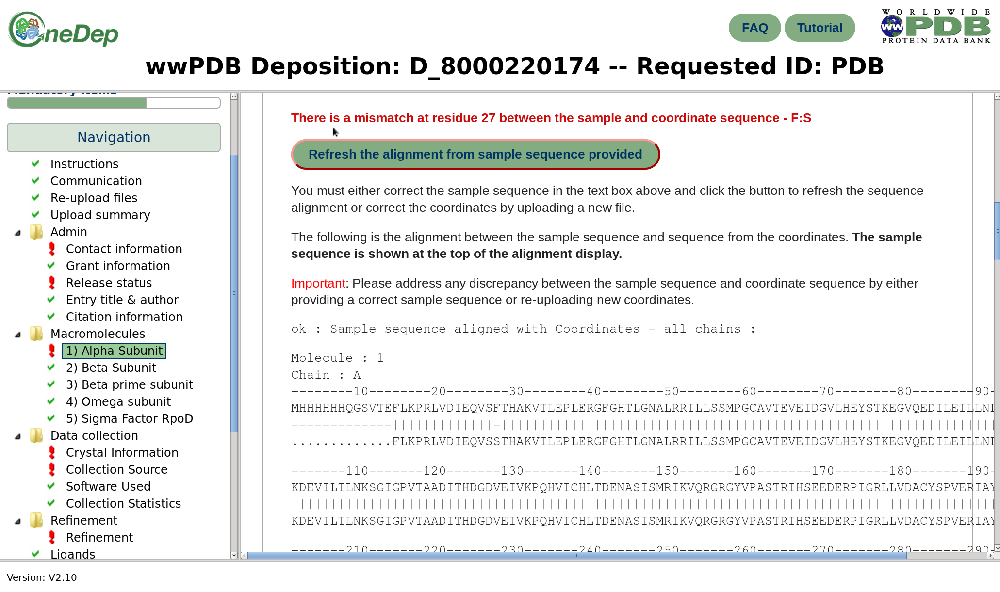 neDep
FAQ
Tutorial
WORLDWIDE
ww PDB
PROTEIN DATA BANK
wwPDB Deposition: D_8000220174 -- Requested ID: PDB
Mandatory items
Navigation
Instructions
Communication
Re-upload files
Upload summary
Admin
Contact information
Grant information
Release status
Entry title & author
Citation information
Macromolecules
1) Alpha Subunit
2) Beta Subunit
3) Beta prime subunit
4) Omega subunit
5) Sigma Factor RpoD
Data collection
Crystal Information
Collection Source
Software Used
Collection Statistics
Refinement
Refinement
Ligands
There is a mismatch at residue 27 between the sample and coordinate sequence - F:S
Refresh the alignment from sample sequence provided
You must either correct the sample sequence in the text box above and click the button to refresh the sequence
alignment or correct the coordinates by uploading a new file.
The following is the alignment between the sample sequence and sequence from the coordinates. The sample
sequence is shown at the top of the alignment display.
Important: Please address any discrepancy between the sample sequence and coordinate sequence by either
providing a correct sample sequence or re-uploading new coordinates.
ok : Sample sequence aligned with Coordinates - all chains :
Molecule : 1
Chain : A
--------10--------20--------30--------40--------50--------60--------70--------80--------90-
MHHHHHHQGSVTEFLKPRLVDIEQVSFTHAKVTLEPLERGFGHTLGNALRRILLSSMPGCAVTEVEIDGVLHEYSTKEGVQEDILEILLN
-------------|||||||||||||-|||||||||||||||||||||||||||||||||||||||||||||||||||||||||||||||
.............FLKPRLVDIEQVSSTHAKVTLEPLERGFGHTLGNALRRILLSSMPGCAVTEVEIDGVLHEYSTKEGVQEDILEILLN
-------110-------120-------130-------140-------150-------160-------170-------180-------190-
KDEVILTLNKSGIGPVTAADITHDGDVEIVKPQHVICHLTDENASISMRIKVQRGRGYVPASTRIHSEEDERPIGRLLVDACYSPVERIAY
|||||||||||||||||||||||||||||||||||||||||||||||||||||||||||||||||||||||||||||||||||||||||||
KDEVILTLNKSGIGPVTAADITHDGDVEIVKPQHVICHLTDENASISMRIKVQRGRGYVPASTRIHSEEDERPIGRLLVDACYSPVERIAY
-------210-------220-------230-------240-------250-------260-------270-------280-------290-
Version: V2.10